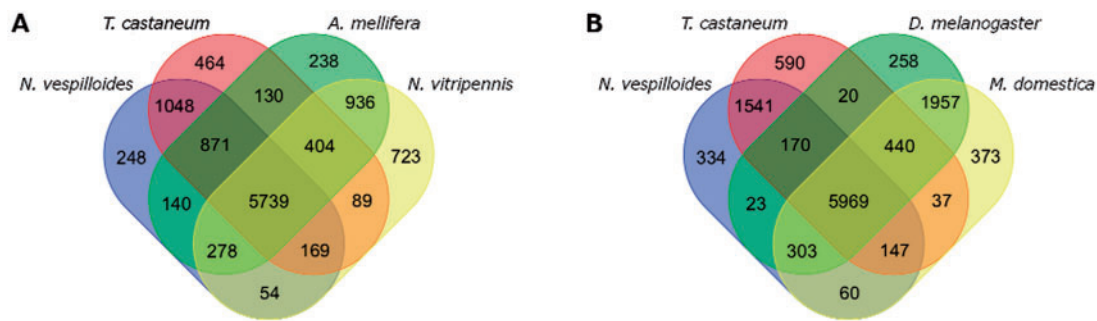 A T. castaneum A. mellifera B T. castaneum D. melanogaster
464 238 590 258
N. vespilloides N. vitripennis N. vespilloides M. domestica
1048 130 936 1541 20 1957
248 871 404 723 334 170 440 373
140 5739 89 23 5969 37
278 169 303 147
54 60